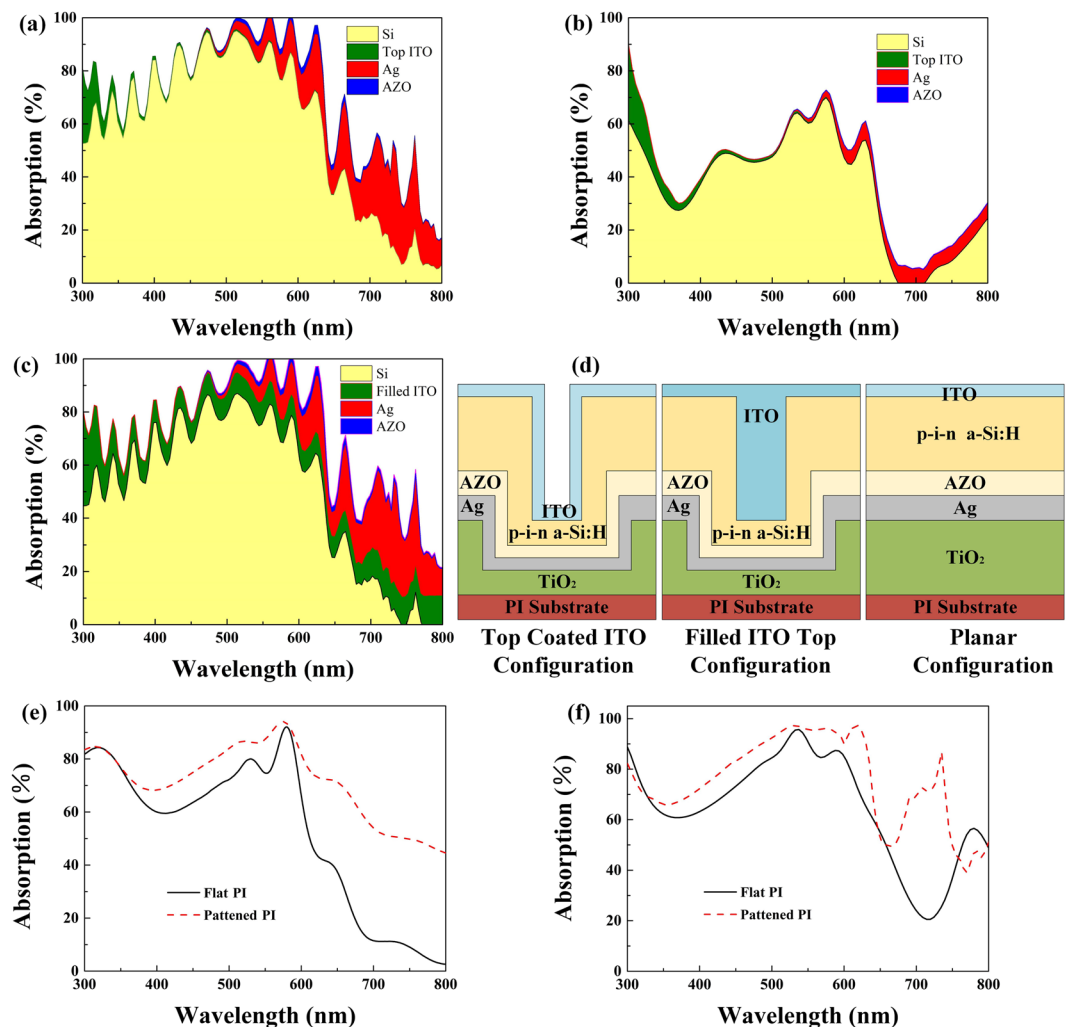 (a)
100
80
60
40
20
0
300 400 500 600 700 800
Absorption (%)
Wavelength (nm)
Si
Top ITO
Ag
AZO
(b)
100
80
60
40
20
0
300 400 500 600 700 800
Absorption (%)
Wavelength (nm)
Si
Top ITO
Ag
AZO
(c)
100
80
60
40
20
0
300 400 500 600 700 800
Absorption (%)
Wavelength (nm)
Si
Filled ITO
Ag
AZO
(d)
AZO
Ag
ITO
p-i-n a-Si:H
TiO₂
PI Substrate
Top Coated ITO
Configuration
ITO
AZO
Ag
p-i-n a-Si:H
TiO₂
PI Substrate
Filled ITO Top
Configuration
ITO
p-i-n a-Si:H
AZO
Ag
TiO₂
PI Substrate
Planar
Configuration
(e)
100
80
60
40
20
0
300 400 500 600 700 800
Absorption (%)
Wavelength (nm)
Flat PI
Pattened PI
(f)
100
80
60
40
20
0
300 400 500 600 700 800
Absorption (%)
Wavelength (nm)
Flat PI
Pattened PI